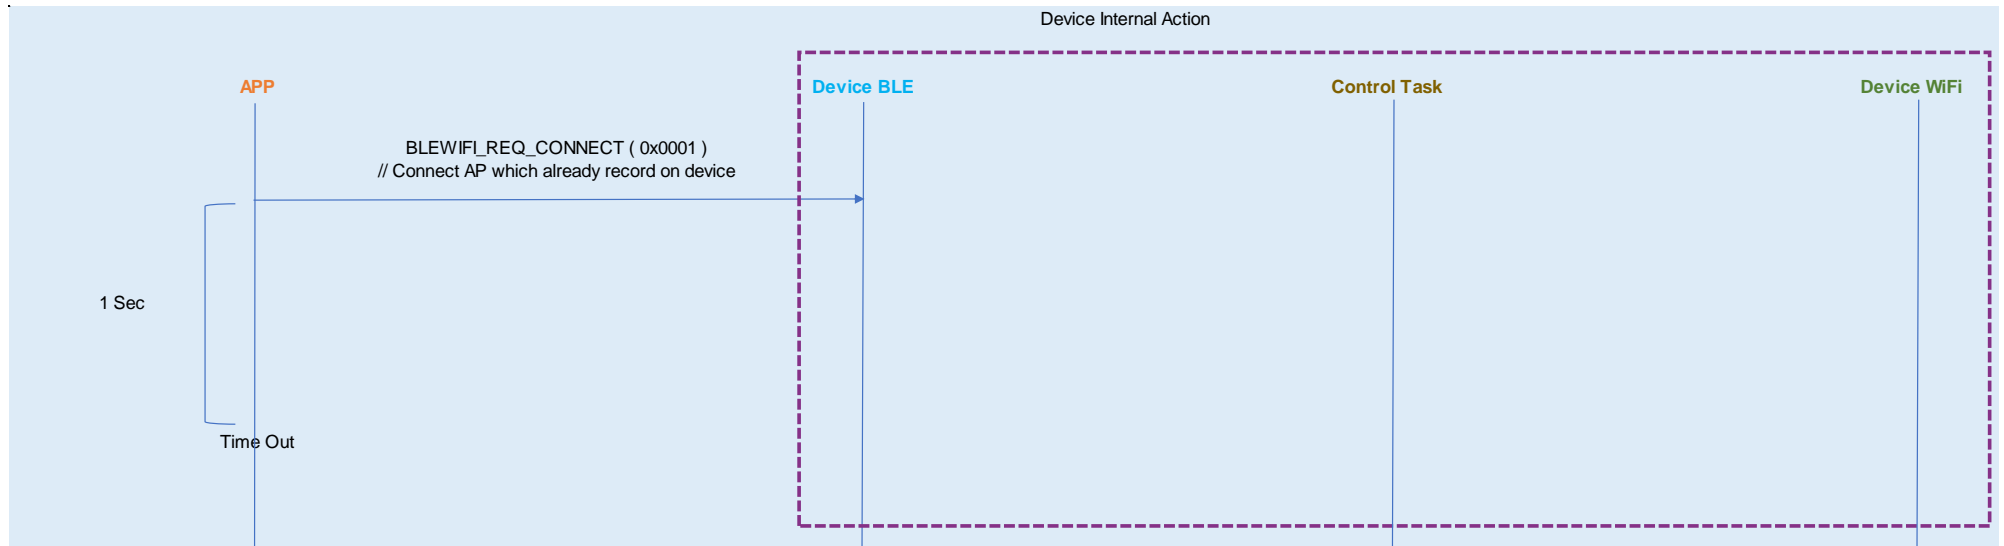 Device Internal Action
APP
Device BLE
Control Task
Device WiFi
BLEWIFI_REQ_CONNECT ( 0x0001 )
// Connect AP which already record on device
1 Sec
Time Out